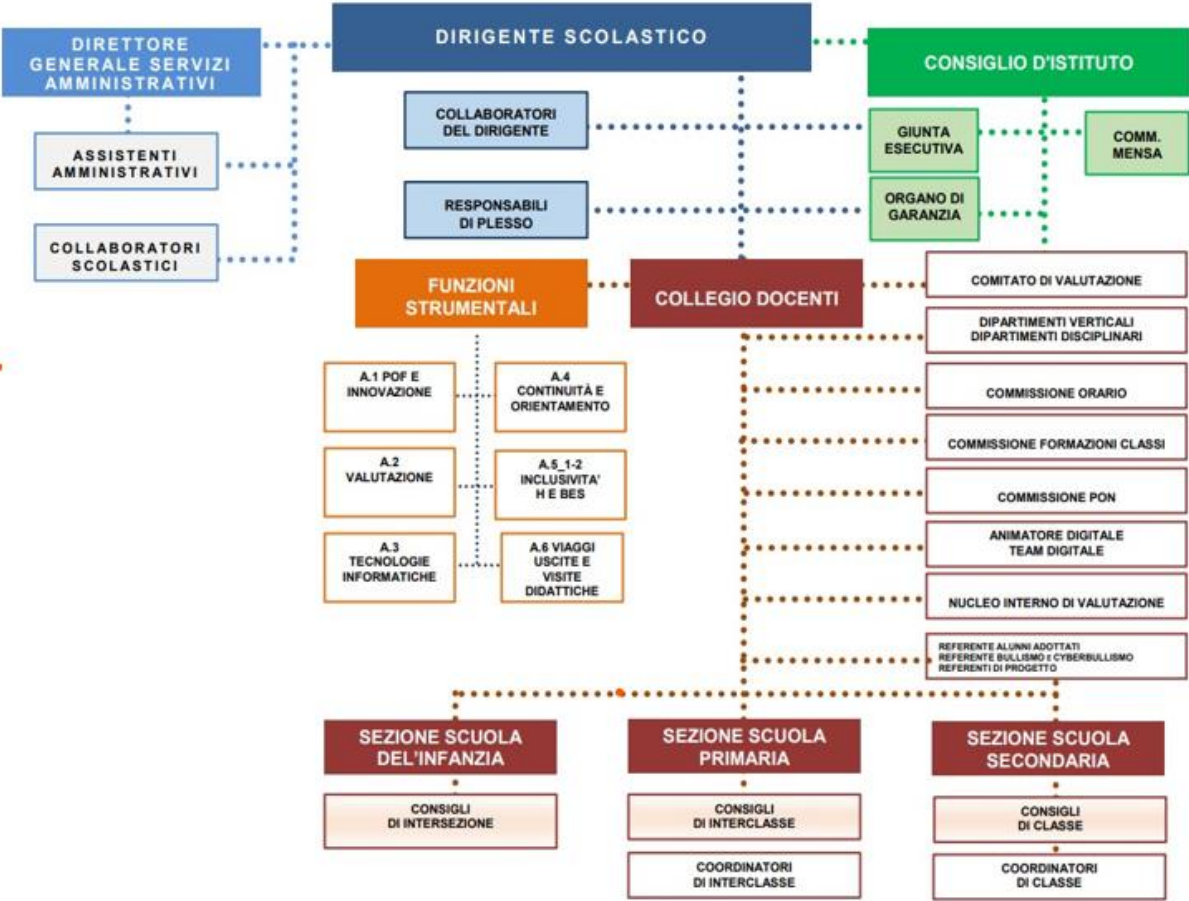 DIRIGENTE SCOLASTICO
DIRETTORE
GENERALE SERVIZI
AMMINISTRATIVI
CONSIGLIO D'ISTITUTO
COLLABORATORI
DEL DIRIGENTE
GIUNTA
ESECUTIVA
COMM.
MENSA
ASSISTENTI
AMMINISTRATIVI
RESPONSABILI
DI PLESSO
ORGANO DI
GARANZIA
COLLABORATORI
SCOLASTICI
FUNZIONI
STRUMENTALI
COLLEGIO DOCENTI
COMITATO DI VALUTAZIONE
DIPARTIMENTI VERTICALI
DIPARTIMENTI DISCIPLINARI
COMMISSIONE ORARIO
COMMISSIONE FORMAZIONI CLASSI
COMMISSIONE PON
ANIMATORE DIGITALE
TEAM DIGITALE
NUCLEO INTERNO DI VALUTAZIONE
REFERENTE ALUNNI ADOTTATI
REFERENTE BULLISMO E CYBERBULLISMO
REFERENTI DI PROGETTO
A.1 POF E
INNOVAZIONE
A.4
CONTINUITÀ E
ORIENTAMENTO
A.2
VALUTAZIONE
A.5_1-2
INCLUSIVITA'
H E BES
A.3
TECNOLOGIE
INFORMATICHE
A.6 VIAGGI
USCITE E
VISITE
DIDATTICHE
SEZIONE SCUOLA
DEL'INFANZIA
SEZIONE SCUOLA
PRIMARIA
SEZIONE SCUOLA
SECONDARIA
CONSIGLI
DI INTERSEZIONE
CONSIGLI
DI INTERCLASSE
CONSIGLI
DI CLASSE
COORDINATORI
DI INTERCLASSE
COORDINATORI
DI CLASSE